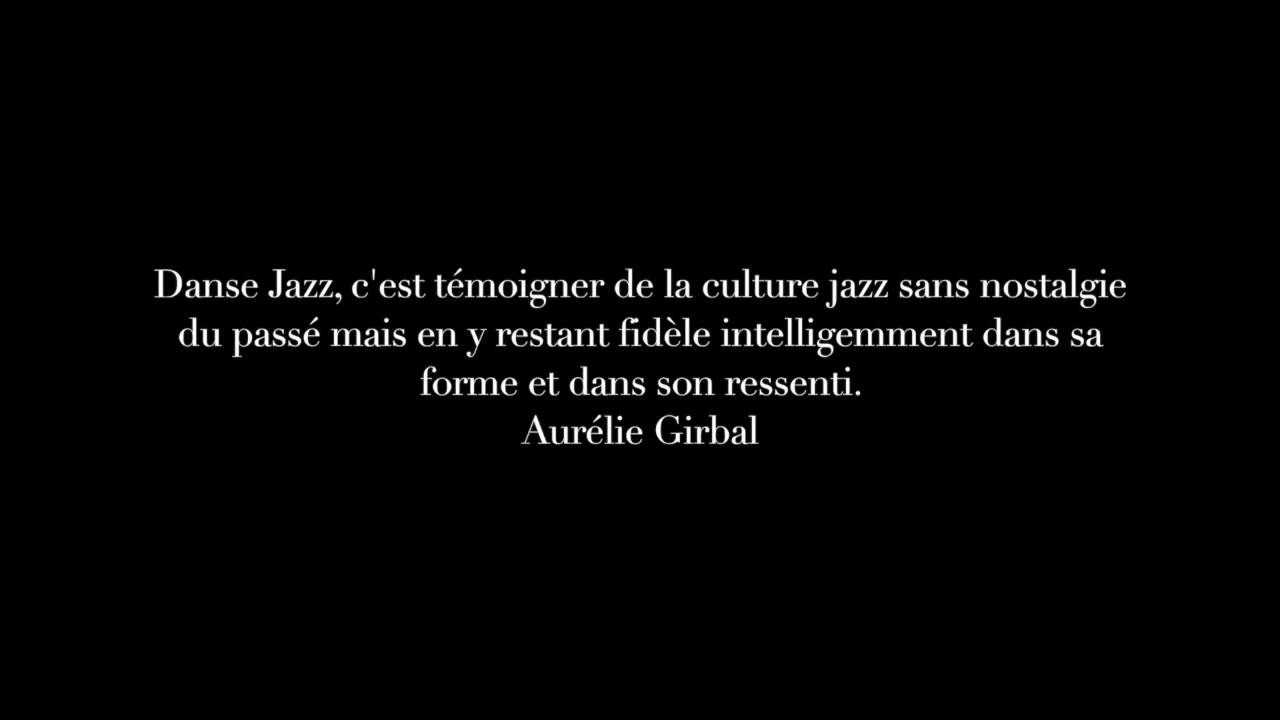 Danse Jazz, c'est témoigner de la culture jazz sans nostalgie
du passé mais en y restant fidèle intelligemment dans sa
forme et dans son ressenti.
Aurélie Girbal